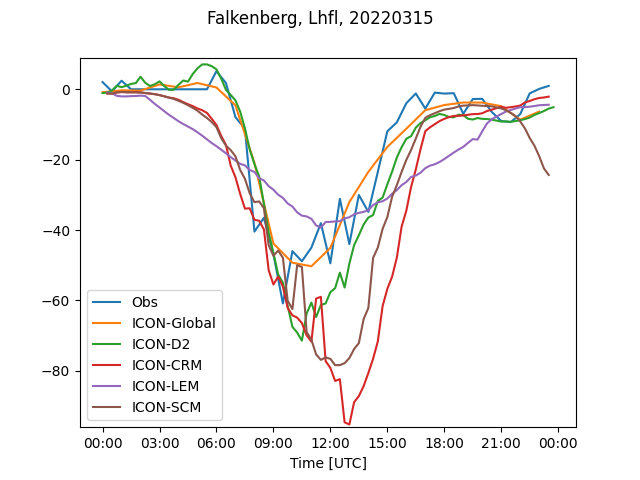 Falkenberg, Lhfl, 20220315
0
−20
−40
−60
−80
Obs
ICON-Global
ICON-D2
ICON-CRM
ICON-LEM
ICON-SCM
00:00 03:00 06:00 09:00 12:00 15:00 18:00 21:00 00:00
Time [UTC]